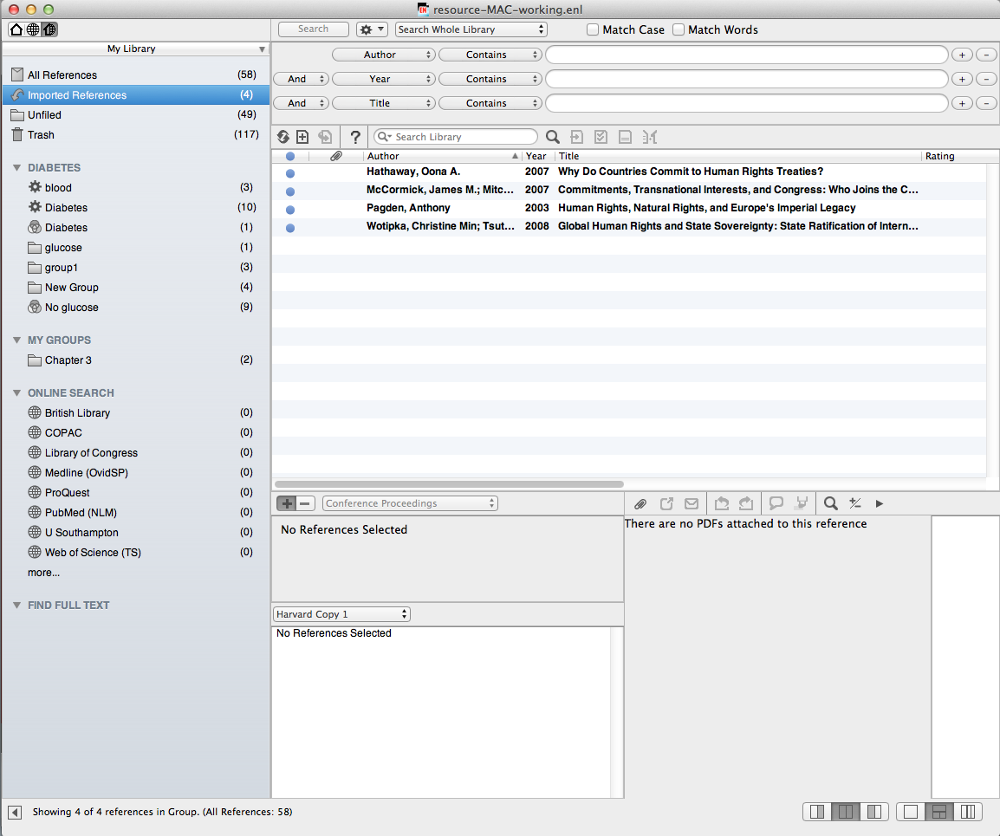 EN resource-MAC-working.enl
Search Search Whole Library Match Case Match Words
My Library
Author Contains + -
And Year Contains + -
And Title Contains + -
All References (58)
Imported References (4)
Unfiled (49)
Trash (117)
DIABETES
blood (3)
Diabetes (10)
Diabetes (1)
glucose (1)
group1 (3)
New Group (4)
No glucose (9)
MY GROUPS
Chapter 3 (2)
ONLINE SEARCH
British Library (0)
COPAC (0)
Library of Congress (0)
Medline (OvidSP) (0)
ProQuest (0)
PubMed (NLM) (0)
U Southampton (0)
Web of Science (TS) (0)
more...
FIND FULL TEXT
? Search Library
Author Year Title Rating
Hathaway, Oona A. 2007 Why Do Countries Commit to Human Rights Treaties?
McCormick, James M.; Mitc... 2007 Commitments, Transnational Interests, and Congress: Who Joins the C...
Pagden, Anthony 2003 Human Rights, Natural Rights, and Europe's Imperial Legacy
Wotipka, Christine Min; Tsut... 2008 Global Human Rights and State Sovereignty: State Ratification of Intern...
+ - Conference Proceedings
No References Selected
There are no PDFs attached to this reference
Harvard Copy 1
No References Selected
Showing 4 of 4 references in Group. (All References: 58)